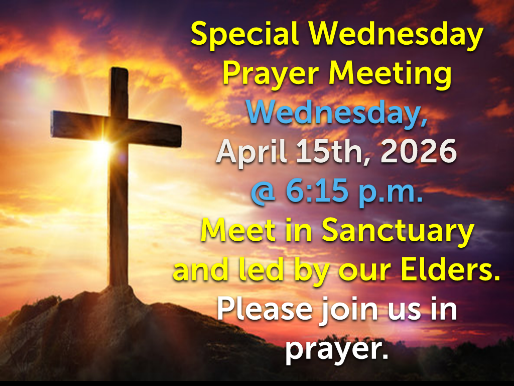 Special Wednesday
Prayer Meeting
Wednesday,
April 15th, 2026
@ 6:15 p.m.
Meet in Sanctuary
and led by our Elders.
Please join us in
prayer.